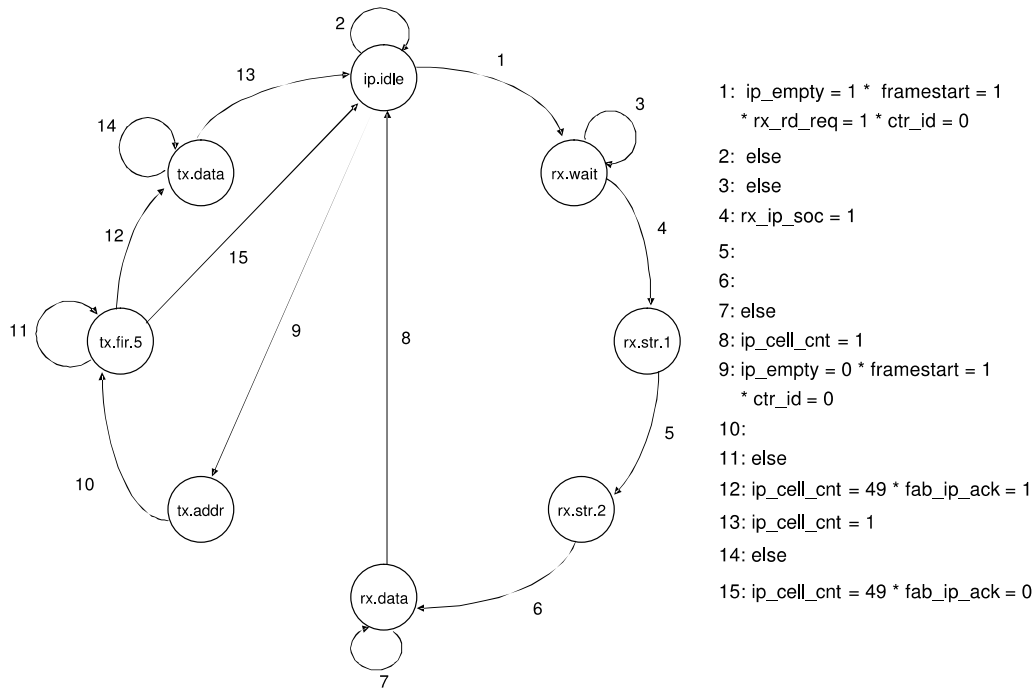 2
ip.idle
1
13
3
14
tx.data
rx.wait
4
12
15
11
tx.fir.5
9
8
rx.str.1
5
10
tx.addr
rx.str.2
rx.data
6
7
1: ip_empty = 1 * framestart = 1
* rx_rd_req = 1 * ctr_id = 0
2: else
3: else
4: rx_ip_soc = 1
5:
6:
7: else
8: ip_cell_cnt = 1
9: ip_empty = 0 * framestart = 1
* ctr_id = 0
10:
11: else
12: ip_cell_cnt = 49 * fab_ip_ack = 1
13: ip_cell_cnt = 1
14: else
15: ip_cell_cnt = 49 * fab_ip_ack = 0